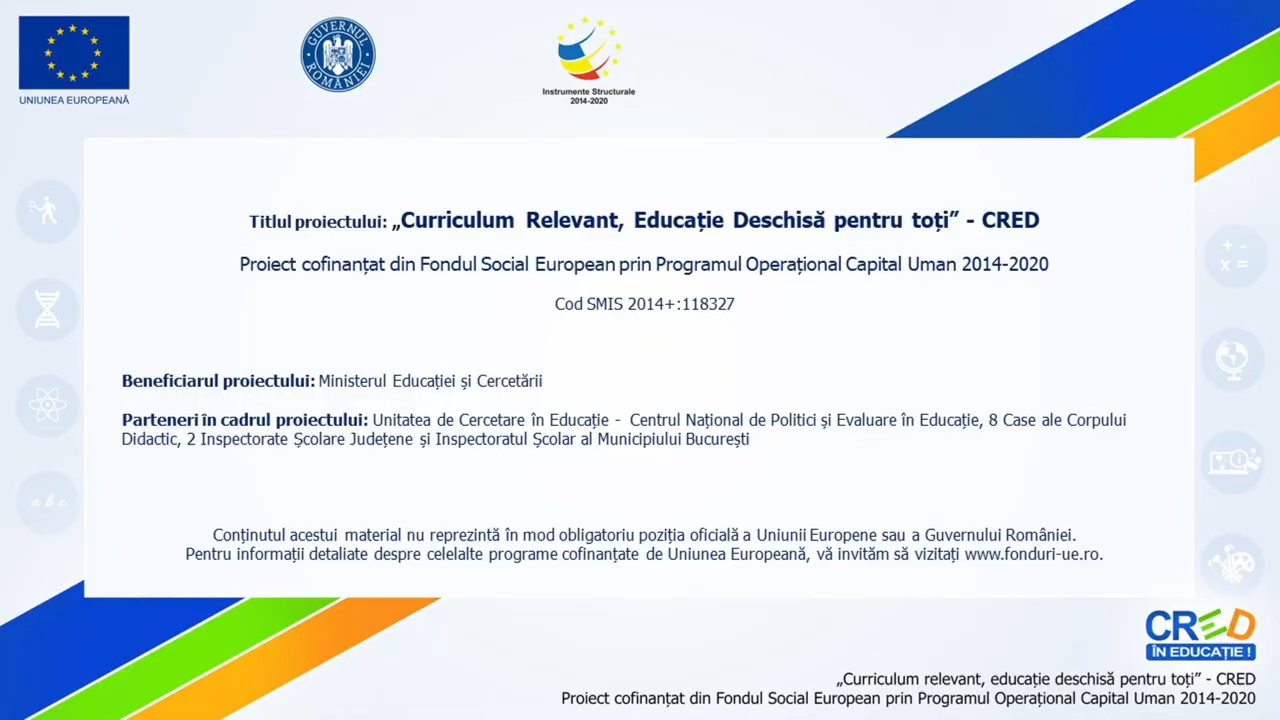 UNIUNEA EUROPEANĂ
GUVERNUL ROMÂNIEI
Instrumente Structurale
2014-2020
Titlul proiectului: „Curriculum Relevant, Educație Deschisă pentru toți” - CRED
Proiect cofinanțat din Fondul Social European prin Programul Operațional Capital Uman 2014-2020
Cod SMIS 2014+:118327
Beneficiarul proiectului: Ministerul Educației și Cercetării
Parteneri în cadrul proiectului: Unitatea de Cercetare în Educație - Centrul Național de Politici și Evaluare în Educație, 8 Case ale Corpului
Didactic, 2 Inspectorate Școlare Județene și Inspectoratul Școlar al Municipiului București
Conținutul acestui material nu reprezintă în mod obligatoriu poziția oficială a Uniunii Europene sau a Guvernului României.
Pentru informații detaliate despre celelalte programe cofinanțate de Uniunea Europeană, vă invităm să vizitați www.fonduri-ue.ro.
+ -
x =
a b c
CRED
ÎN EDUCAȚIE !
„Curriculum relevant, educație deschisă pentru toți” - CRED
Proiect cofinanțat din Fondul Social European prin Programul Operațional Capital Uman 2014-2020